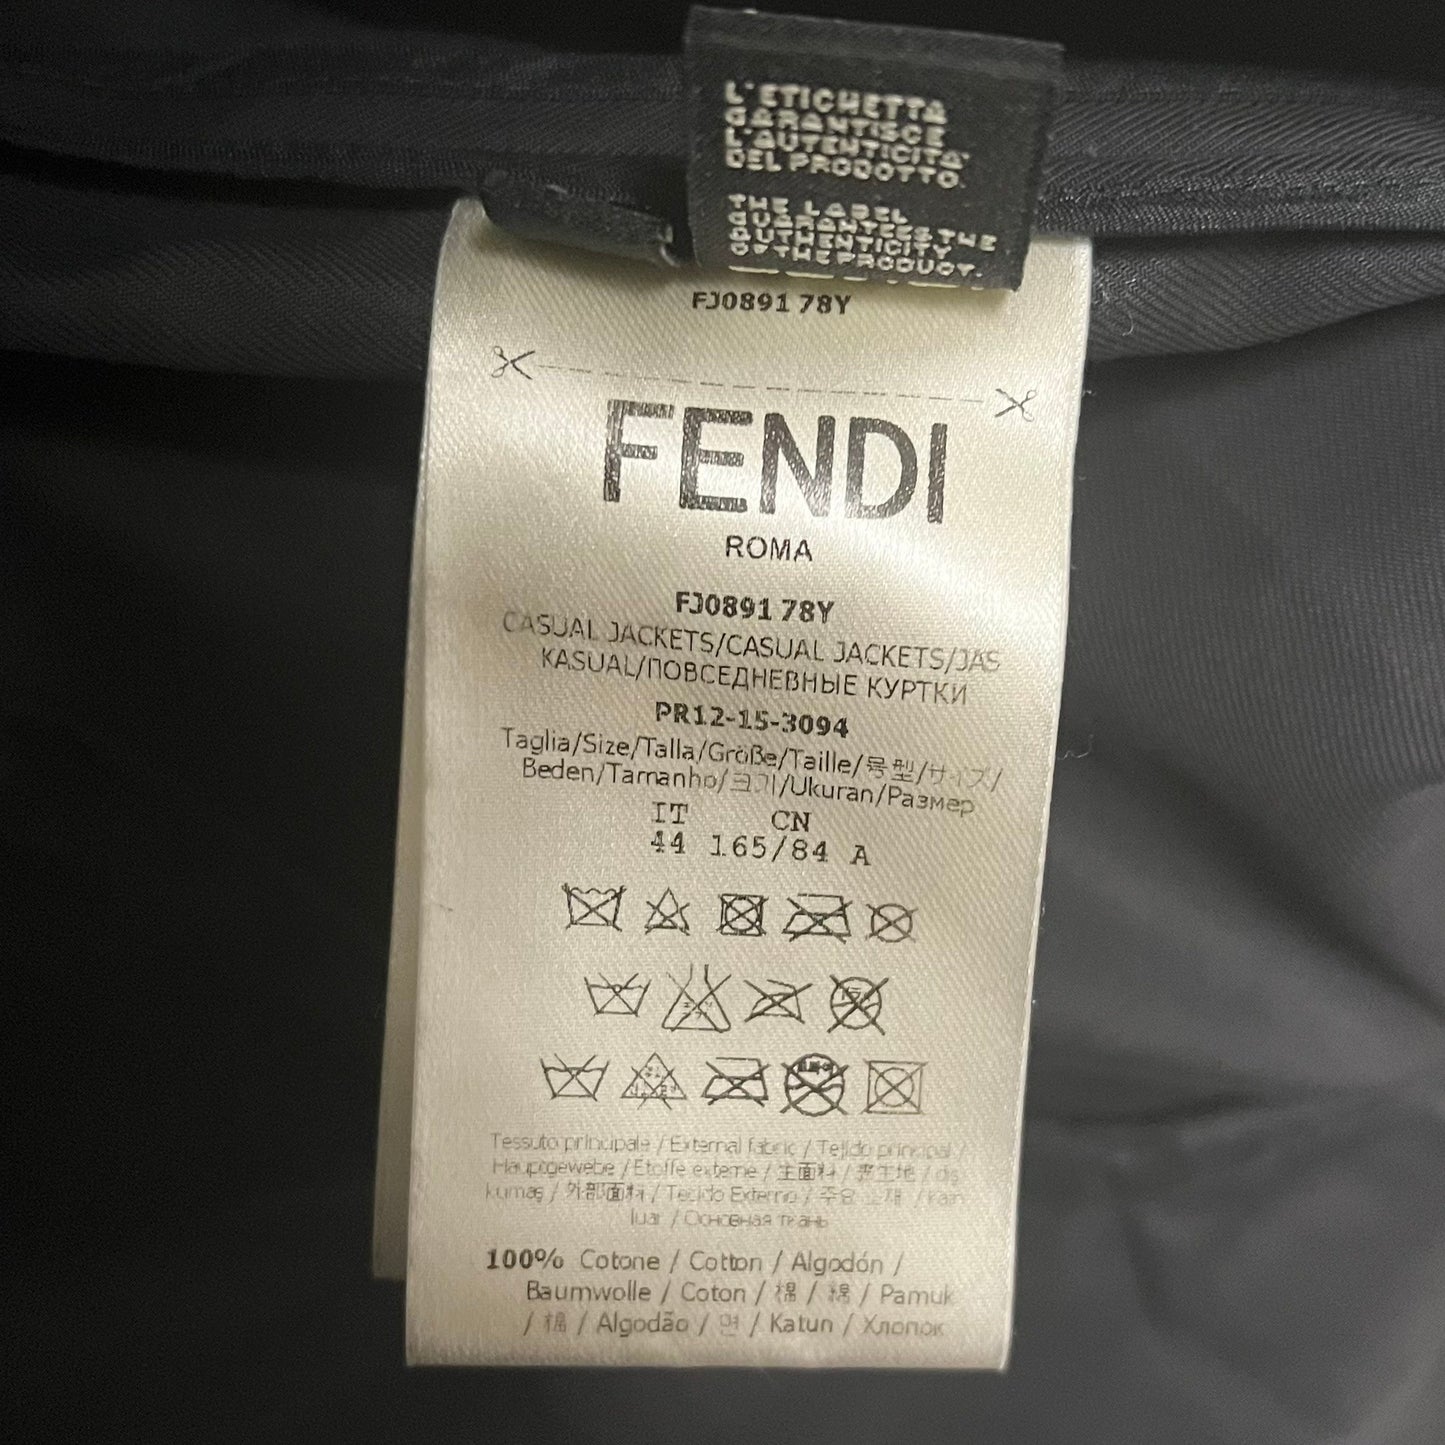 L'ETICHETTA
GARANTISCE
L'AUTENTICITA'
DEL PRODOTTO.
THE LABEL
GUARANTEES THE
AUTHENTICITY
OF THE PRODUCT.
FJ0891 78Y
FENDI
ROMA
FJ0891 78Y
CASUAL JACKETS/CASUAL JACKETS/JAS
KASUAL/ПОВСЕДНЕВНЫЕ КУРТКИ
PR12-15-3094
Taglia/Size/Talla/Größe/Taille/号型/サイズ/
Beden/Tamanho/크기/Ukuran/Размер
IT CN
44 165/84 A
Tessuto principale / External fabric / Tejido principal /
Hauptgewebe / Etoffe externe / 主面料 / 表生地 / dış
kumaş / 外部面料 / Tecido Externo / 주요 소재 / Kain
luar / Основная ткань
100% Cotone / Cotton / Algodón /
Baumwolle / Coton / 棉 / 綿 / Pamuk
/ 棉 / Algodão / 면 / Katun / Хлопок